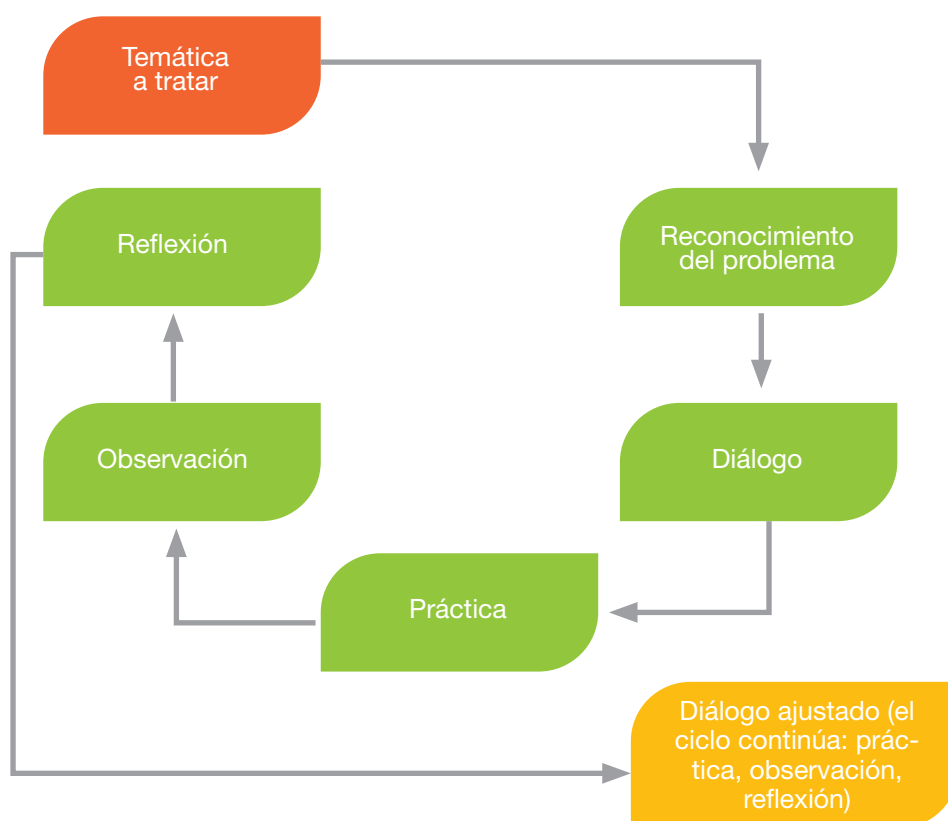 Temática
a tratar
Reflexión
Reconocimiento
del problema
Observación
Diálogo
Práctica
Diálogo ajustado (el
ciclo continúa: prác-
tica, observación,
reflexión)